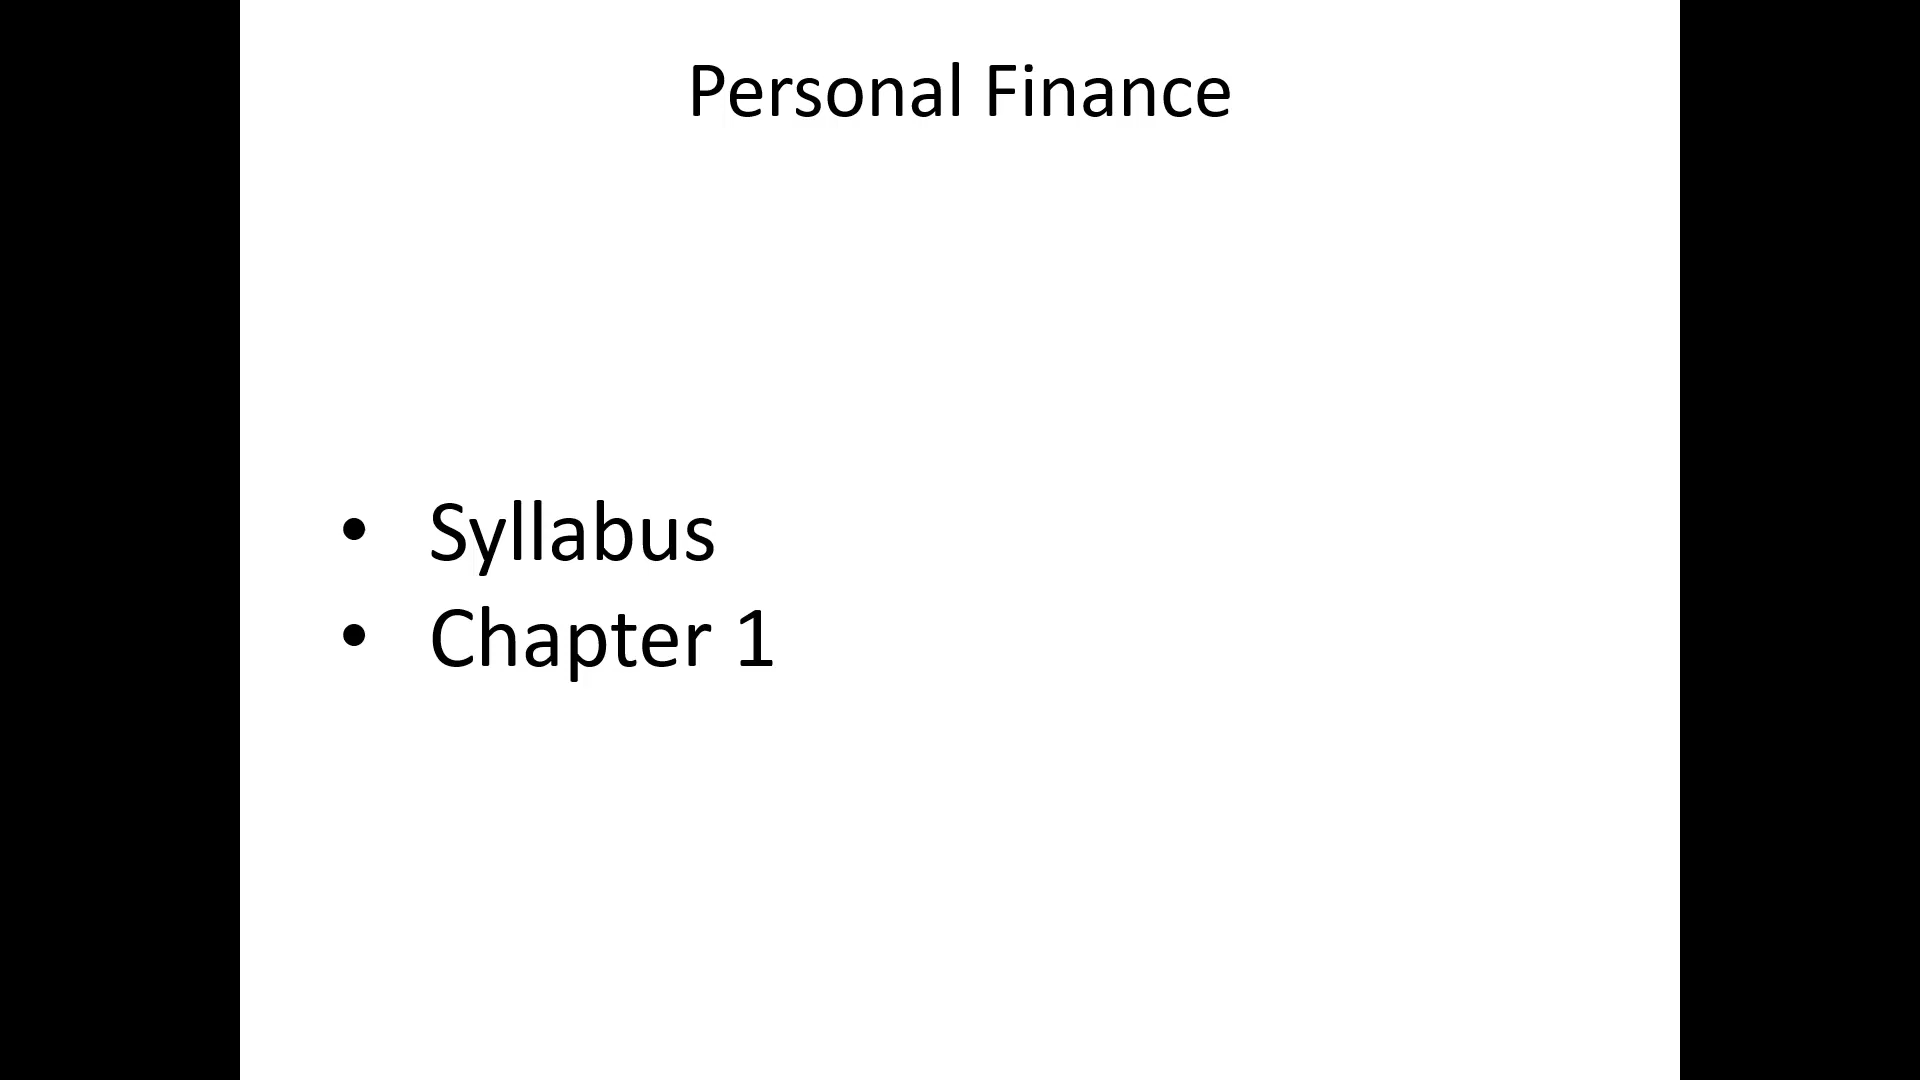 Personal Finance
• Syllabus
• Chapter 1